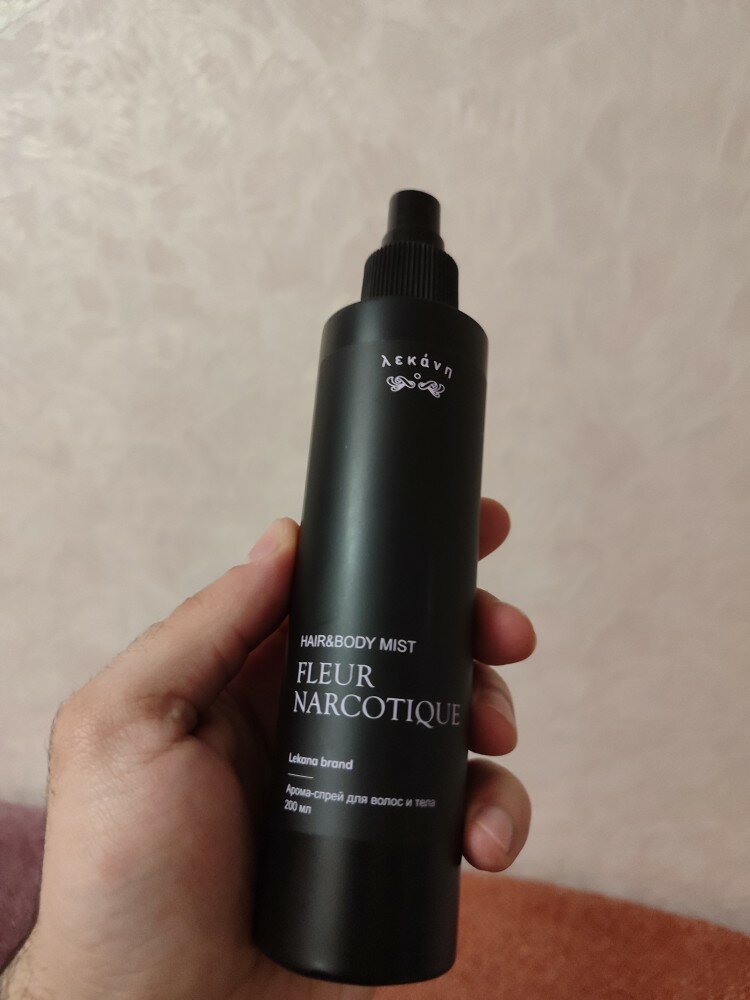 λεκάνη
HAIR&BODY MIST
FLEUR
NARCOTIQUE
Lekana brand
Арома-спрей для волос и тела
200 мл